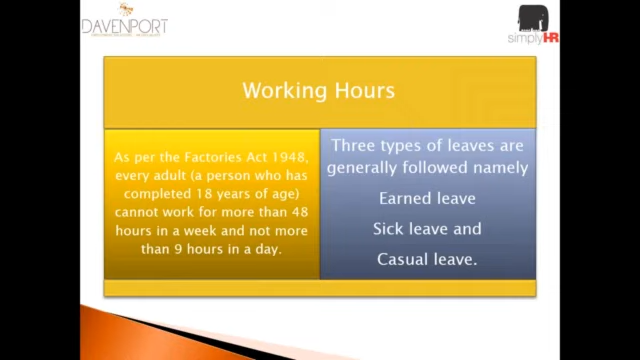 DAVENPORT
simplyHR
Working Hours
As per the Factories Act 1948,
every adult (a person who has
completed 18 years of age)
cannot work for more than 48
hours in a week and not more
than 9 hours in a day.
Three types of leaves are
generally followed namely
Earned leave
Sick leave and
Casual leave.